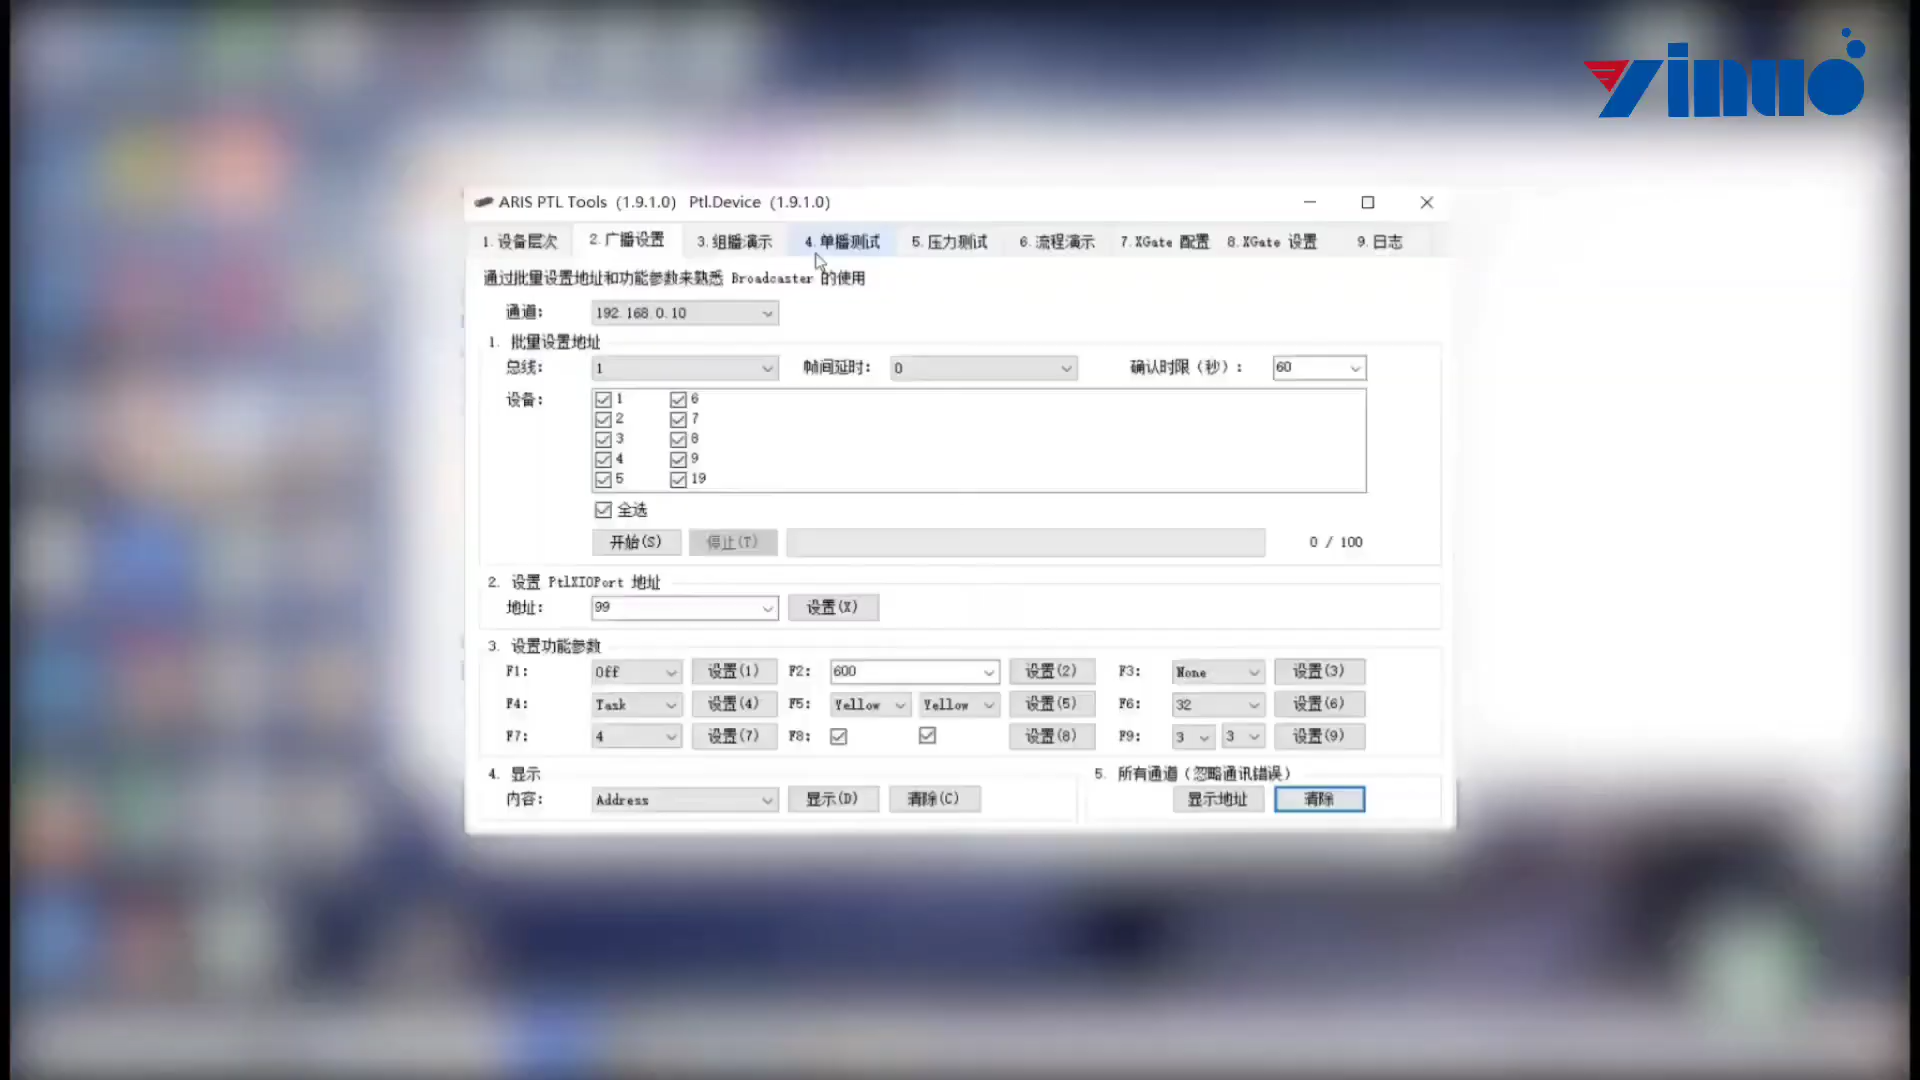 yinuo
ARIS PTL Tools (1.9.1.0) Ptl.Device (1.9.1.0)
1.设备层次 2.广播设置 3.组播演示 4.单播测试 5.压力测试 6.流程演示 7.XGate 配置 8.XGate 设置 9.日志
通过批量设置地址和功能参数来熟悉 Broadcaster 的使用
通道: 192.168.0.10
1. 批量设置地址
总线: 1 帧间延时: 0 确认时限(秒): 60
设备: 1 6
2 7
3 8
4 9
5 19
全选
开始(S) 停止(T) 0 / 100
2. 设置 PtlXIOPort 地址
地址: 99 设置(X)
3. 设置功能参数
F1: Off 设置(1) F2: 600 设置(2) F3: None 设置(3)
F4: Task 设置(4) F5: Yellow Yellow 设置(5) F6: 32 设置(6)
F7: 4 设置(7) F8: 设置(8) F9: 3 3 设置(9)
4. 显示 5. 所有通道(忽略通讯错误)
内容: Address 显示(D) 清除(C) 显示地址 清除